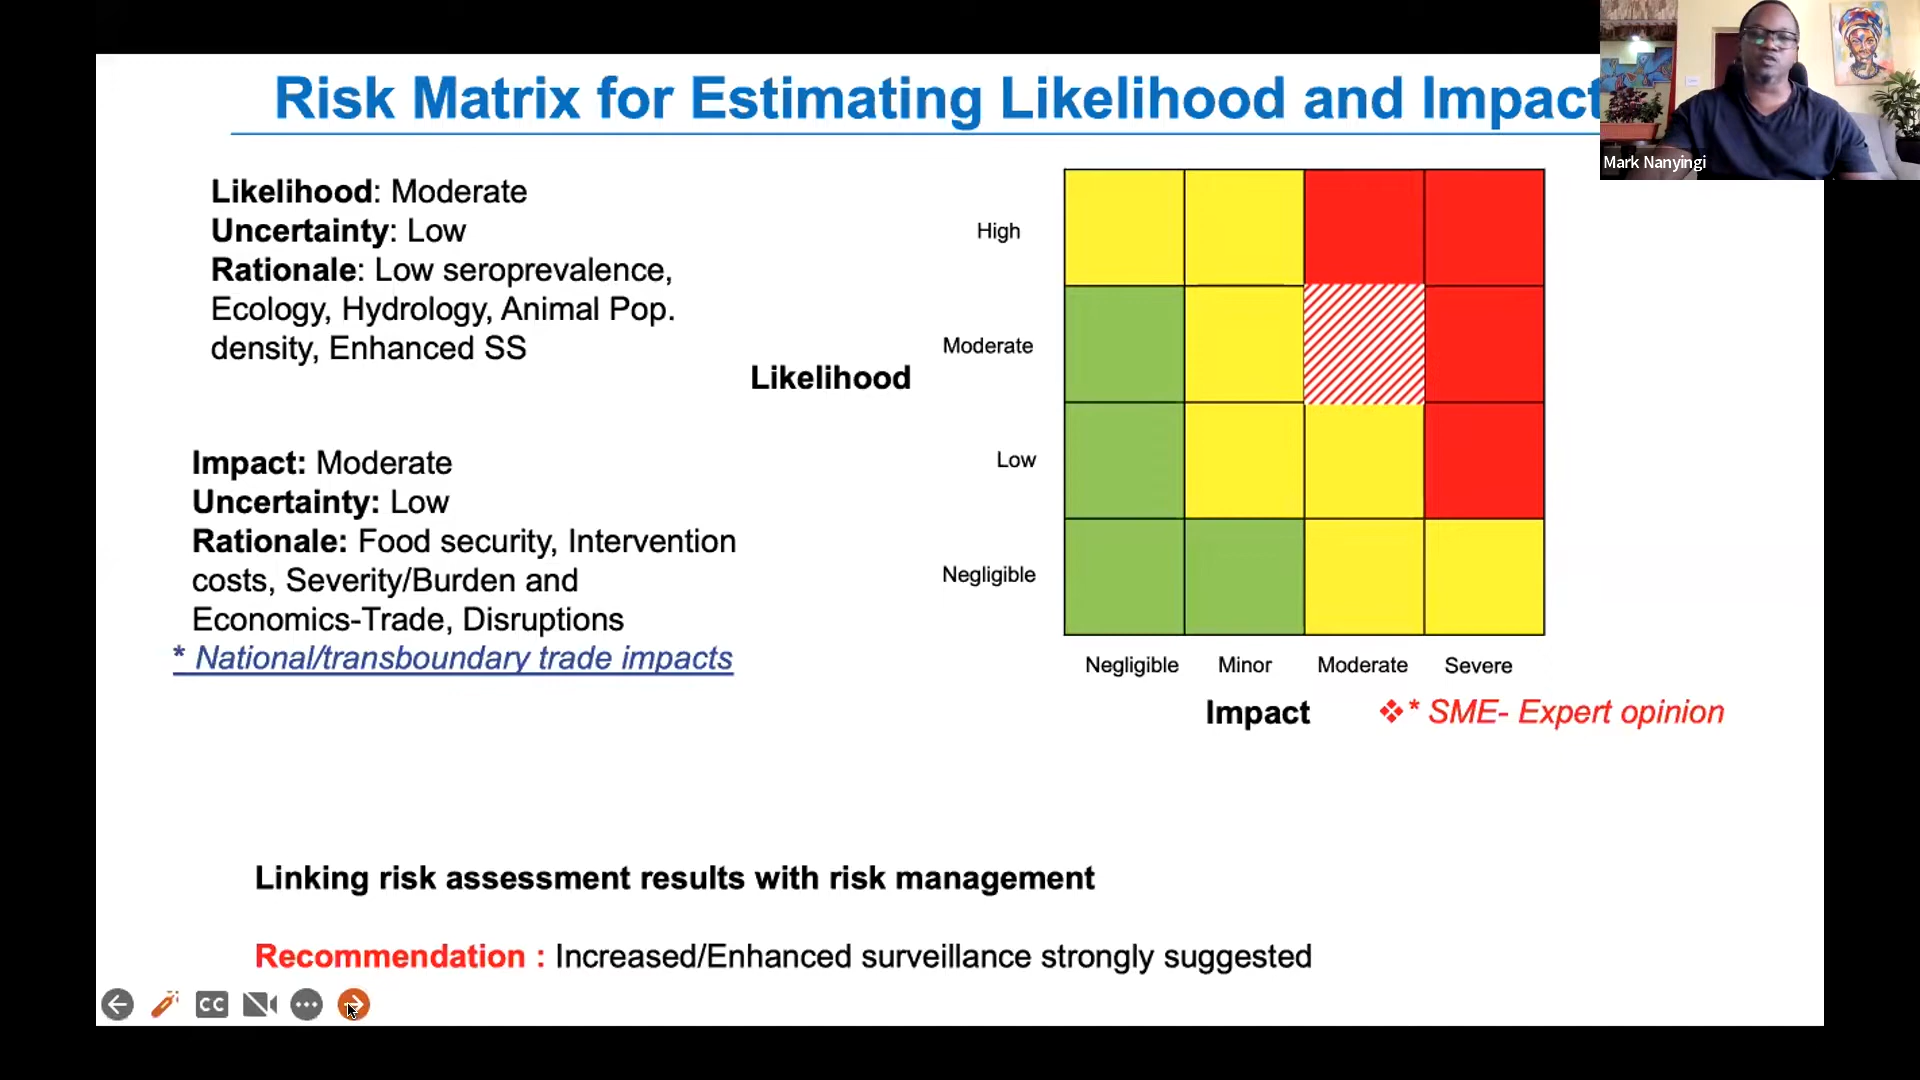 Risk Matrix for Estimating Likelihood and Impact
Mark Nanyingi
Likelihood: Moderate
Uncertainty: Low
Rationale: Low seroprevalence,
Ecology, Hydrology, Animal Pop.
density, Enhanced SS
Impact: Moderate
Uncertainty: Low
Rationale: Food security, Intervention
costs, Severity/Burden and
Economics-Trade, Disruptions
* National/transboundary trade impacts
Likelihood
High
Moderate
Low
Negligible
Negligible Minor Moderate Severe
Impact
❖* SME- Expert opinion
Linking risk assessment results with risk management
Recommendation : Increased/Enhanced surveillance strongly suggested
CC